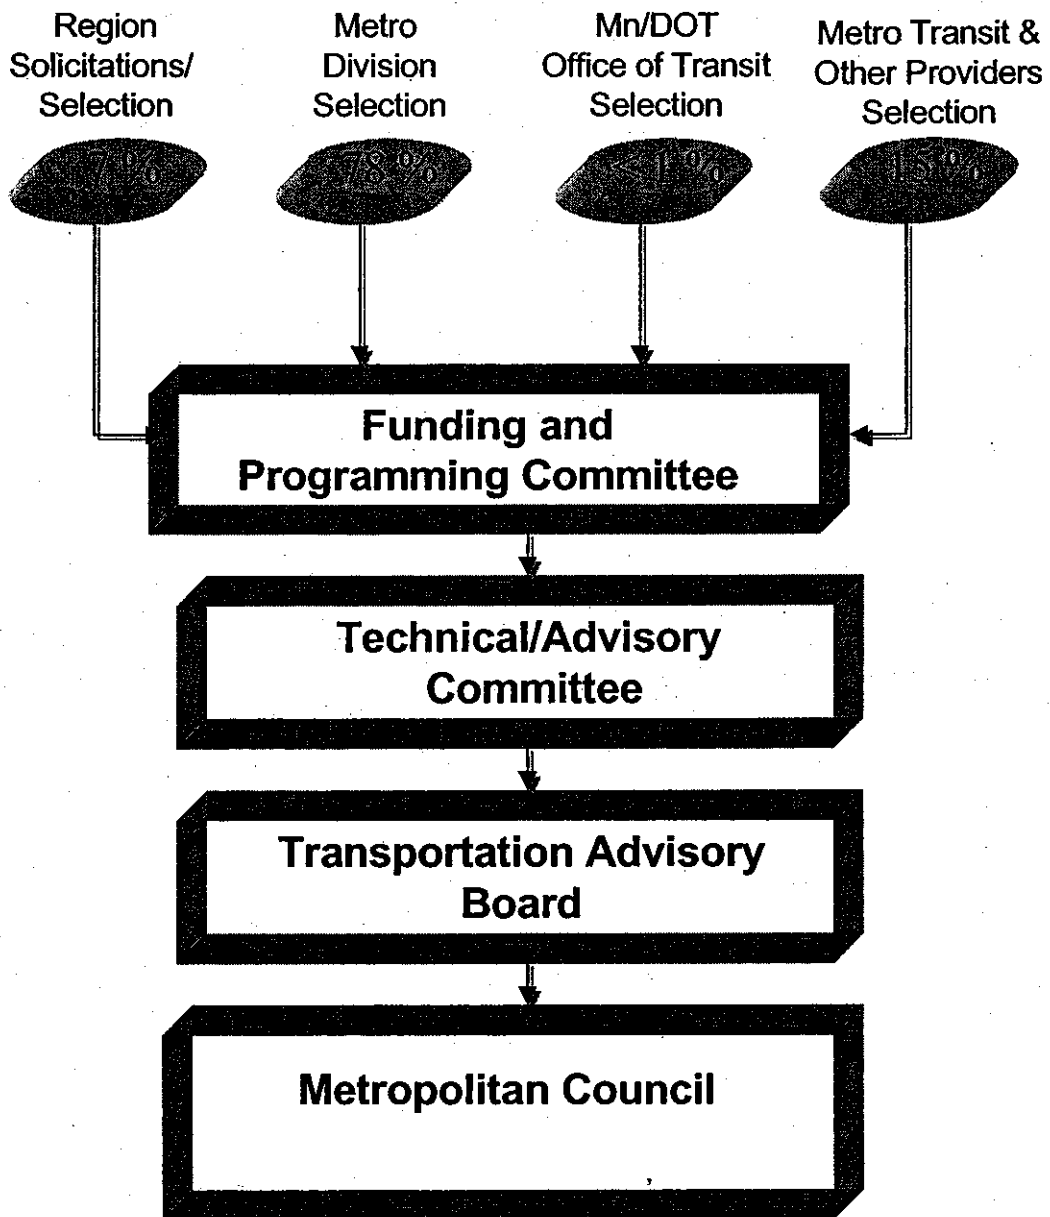 Region
Solicitations/
Selection
Metro
Division
Selection
Mn/DOT
Office of Transit
Selection
Metro Transit &
Other Providers
Selection
7%
78%
<1%
15%
Funding and
Programming Committee
Technical/Advisory
Committee
Transportation Advisory
Board
Metropolitan Council